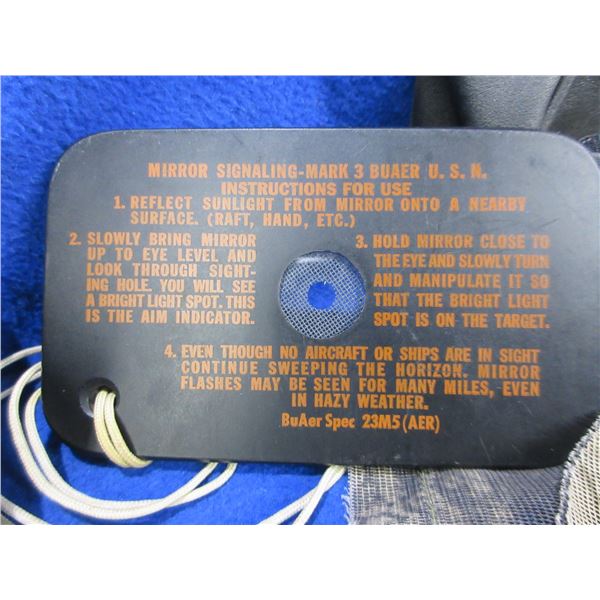 MIRROR SIGNALING-MARK 3 BUAER U. S. N.
INSTRUCTIONS FOR USE
1. REFLECT SUNLIGHT FROM MIRROR ONTO A NEARBY
SURFACE. (RAFT, HAND, ETC.)
2. SLOWLY BRING MIRROR
UP TO EYE LEVEL AND
LOOK THROUGH SIGHT-
ING HOLE. YOU WILL SEE
A BRIGHT LIGHT SPOT. THIS
IS THE AIM INDICATOR.
3. HOLD MIRROR CLOSE TO
THE EYE AND SLOWLY TURN
AND MANIPULATE IT SO
THAT THE BRIGHT LIGHT
SPOT IS ON THE TARGET.
4. EVEN THOUGH NO AIRCRAFT OR SHIPS ARE IN SIGHT
CONTINUE SWEEPING THE HORIZON. MIRROR
FLASHES MAY BE SEEN FOR MANY MILES, EVEN
IN HAZY WEATHER.
BuAer Spec 23M5 (AER)